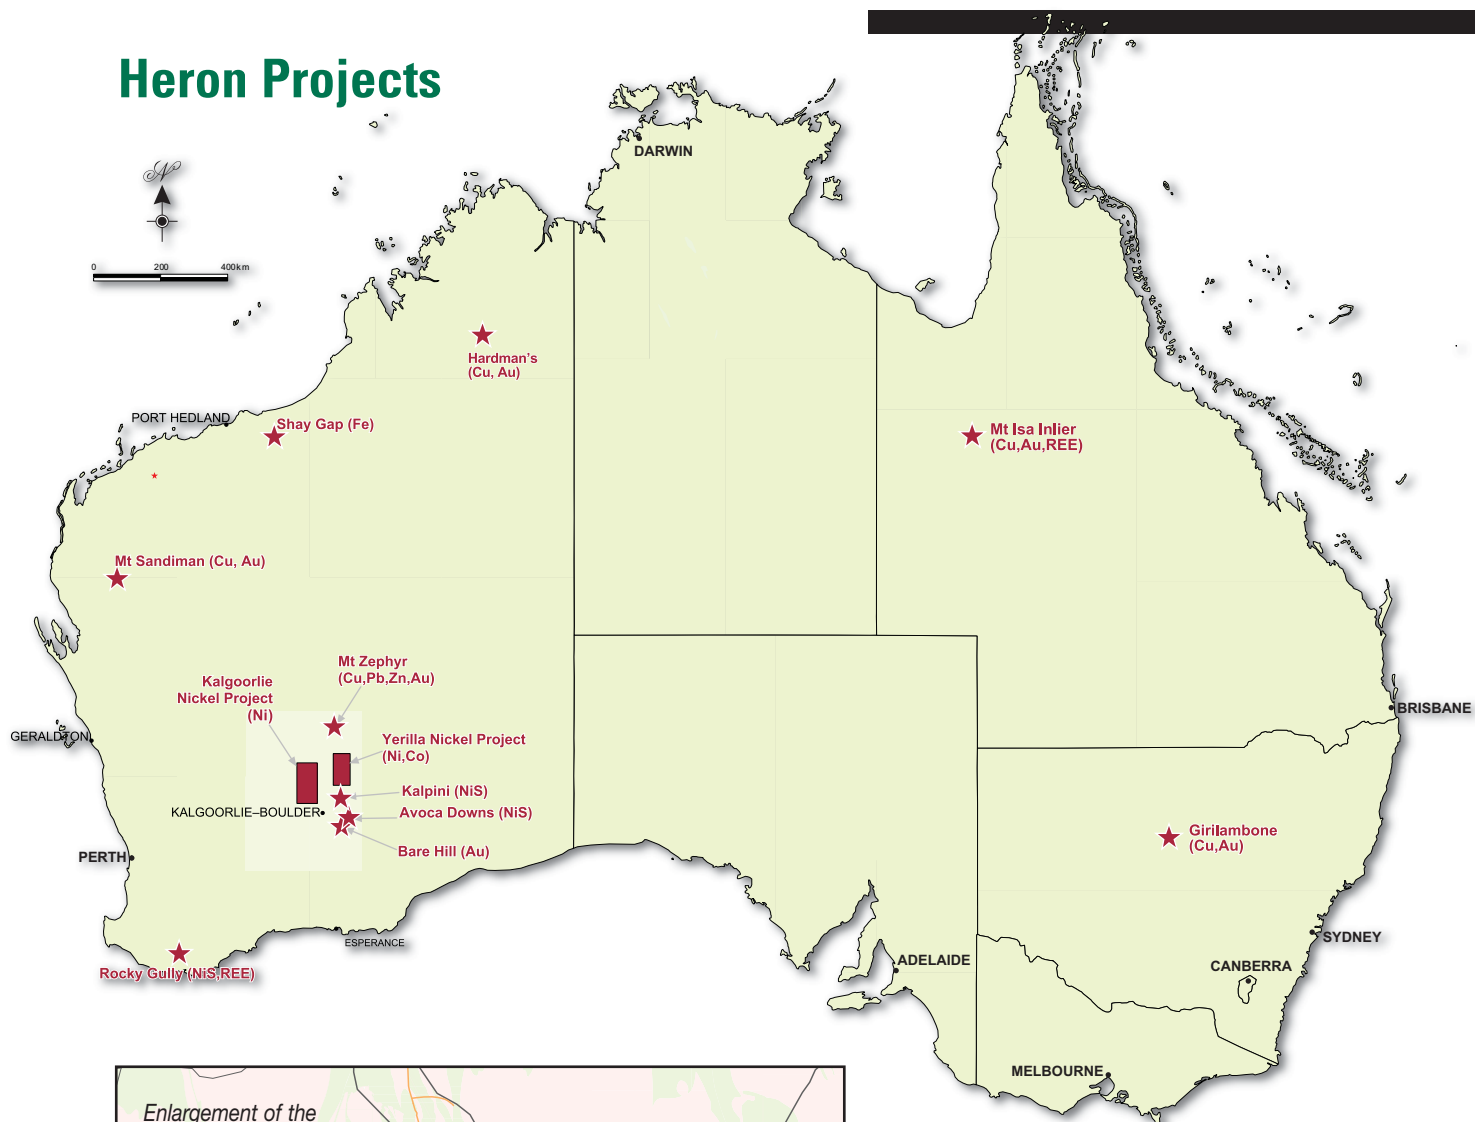 Heron Projects
N
0 200 400km
DARWIN
Hardman's
(Cu, Au)
PORT HEDLAND
Shay Gap (Fe)
Mt Isa Inlier
(Cu,Au,REE)
Mt Sandiman (Cu, Au)
Mt Zephyr
(Cu,Pb,Zn,Au)
Kalgoorlie
Nickel Project
(Ni)
BRISBANE
GERALDTON
Yerilla Nickel Project
(Ni,Co)
Kalpini (NiS)
KALGOORLIE–BOULDER
Avoca Downs (NiS)
Girilambone
(Cu,Au)
Bare Hill (Au)
PERTH
SYDNEY
ESPERANCE
ADELAIDE
CANBERRA
Rocky Gully (NiS,REE)
MELBOURNE
Enlargement of the